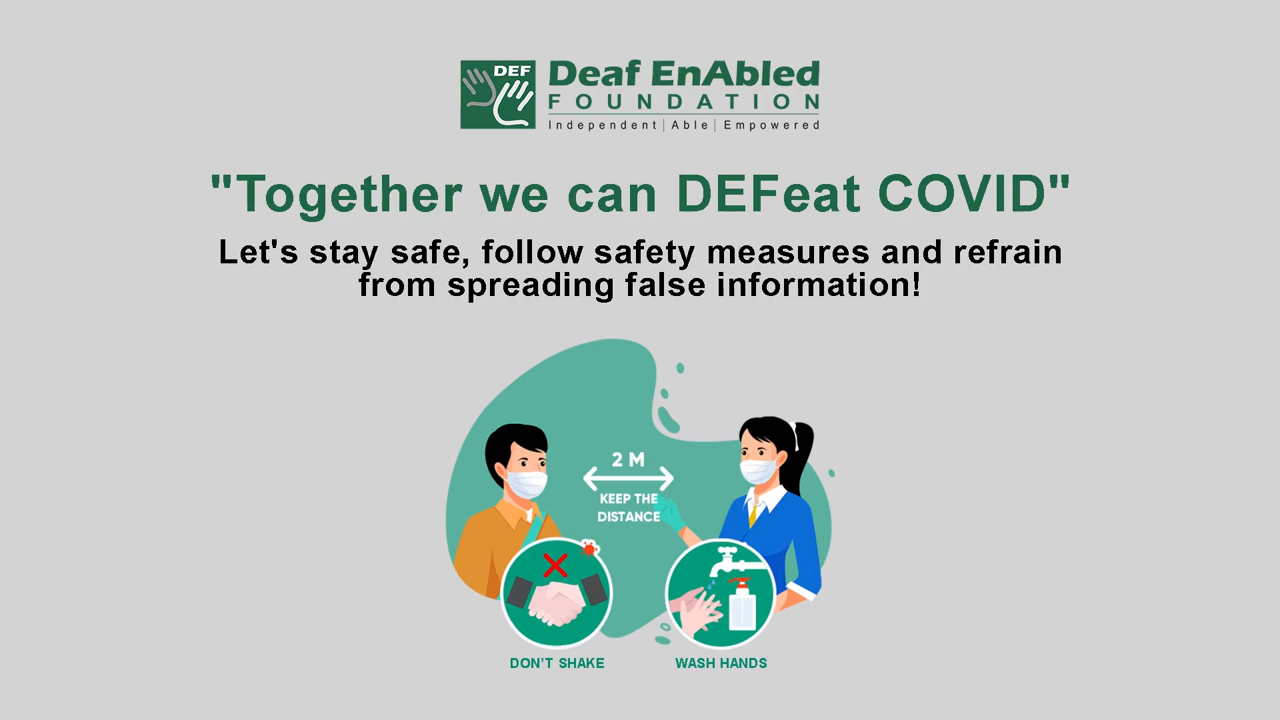 DEF
Deaf EnAbled
FOUNDATION
Independent | Able | Empowered
"Together we can DEFeat COVID"
Let's stay safe, follow safety measures and refrain
from spreading false information!
2 M
KEEP THE
DISTANCE
DON'T SHAKE
WASH HANDS